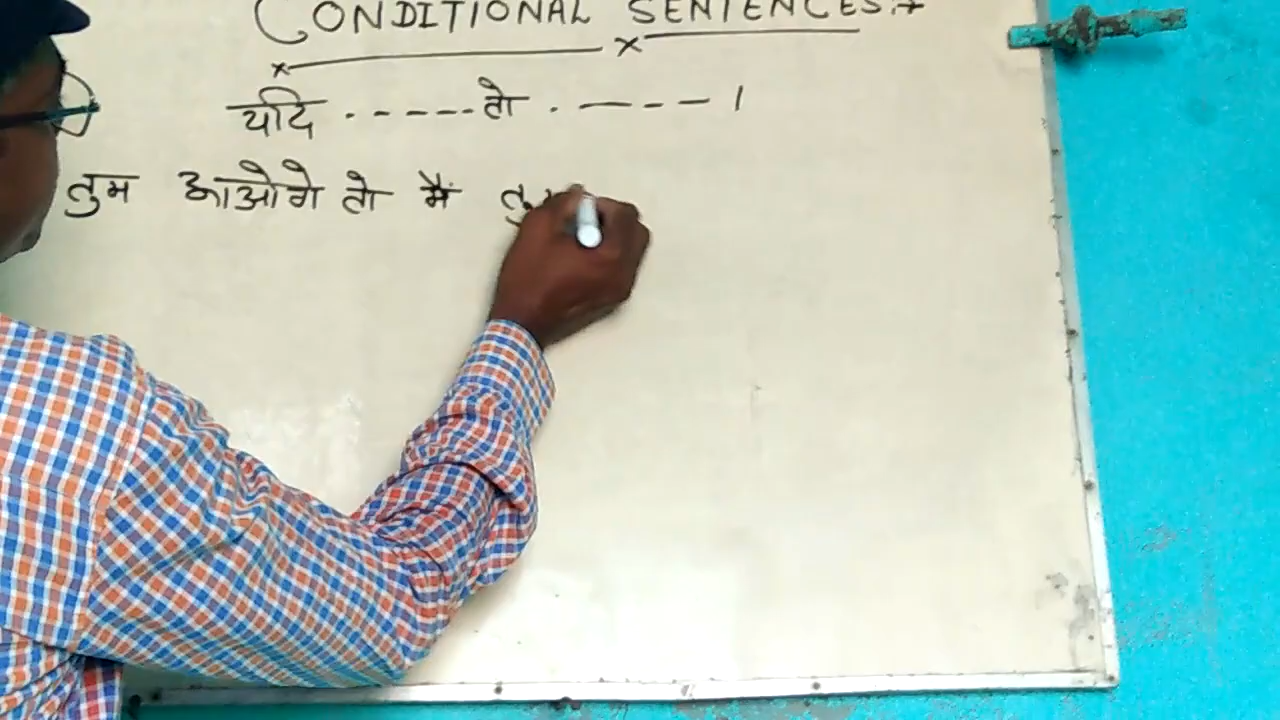 CONDITIONAL SENTENCES:→
यदि . - - - - - तो . - - - - ।
तुम आओगे तो मैं